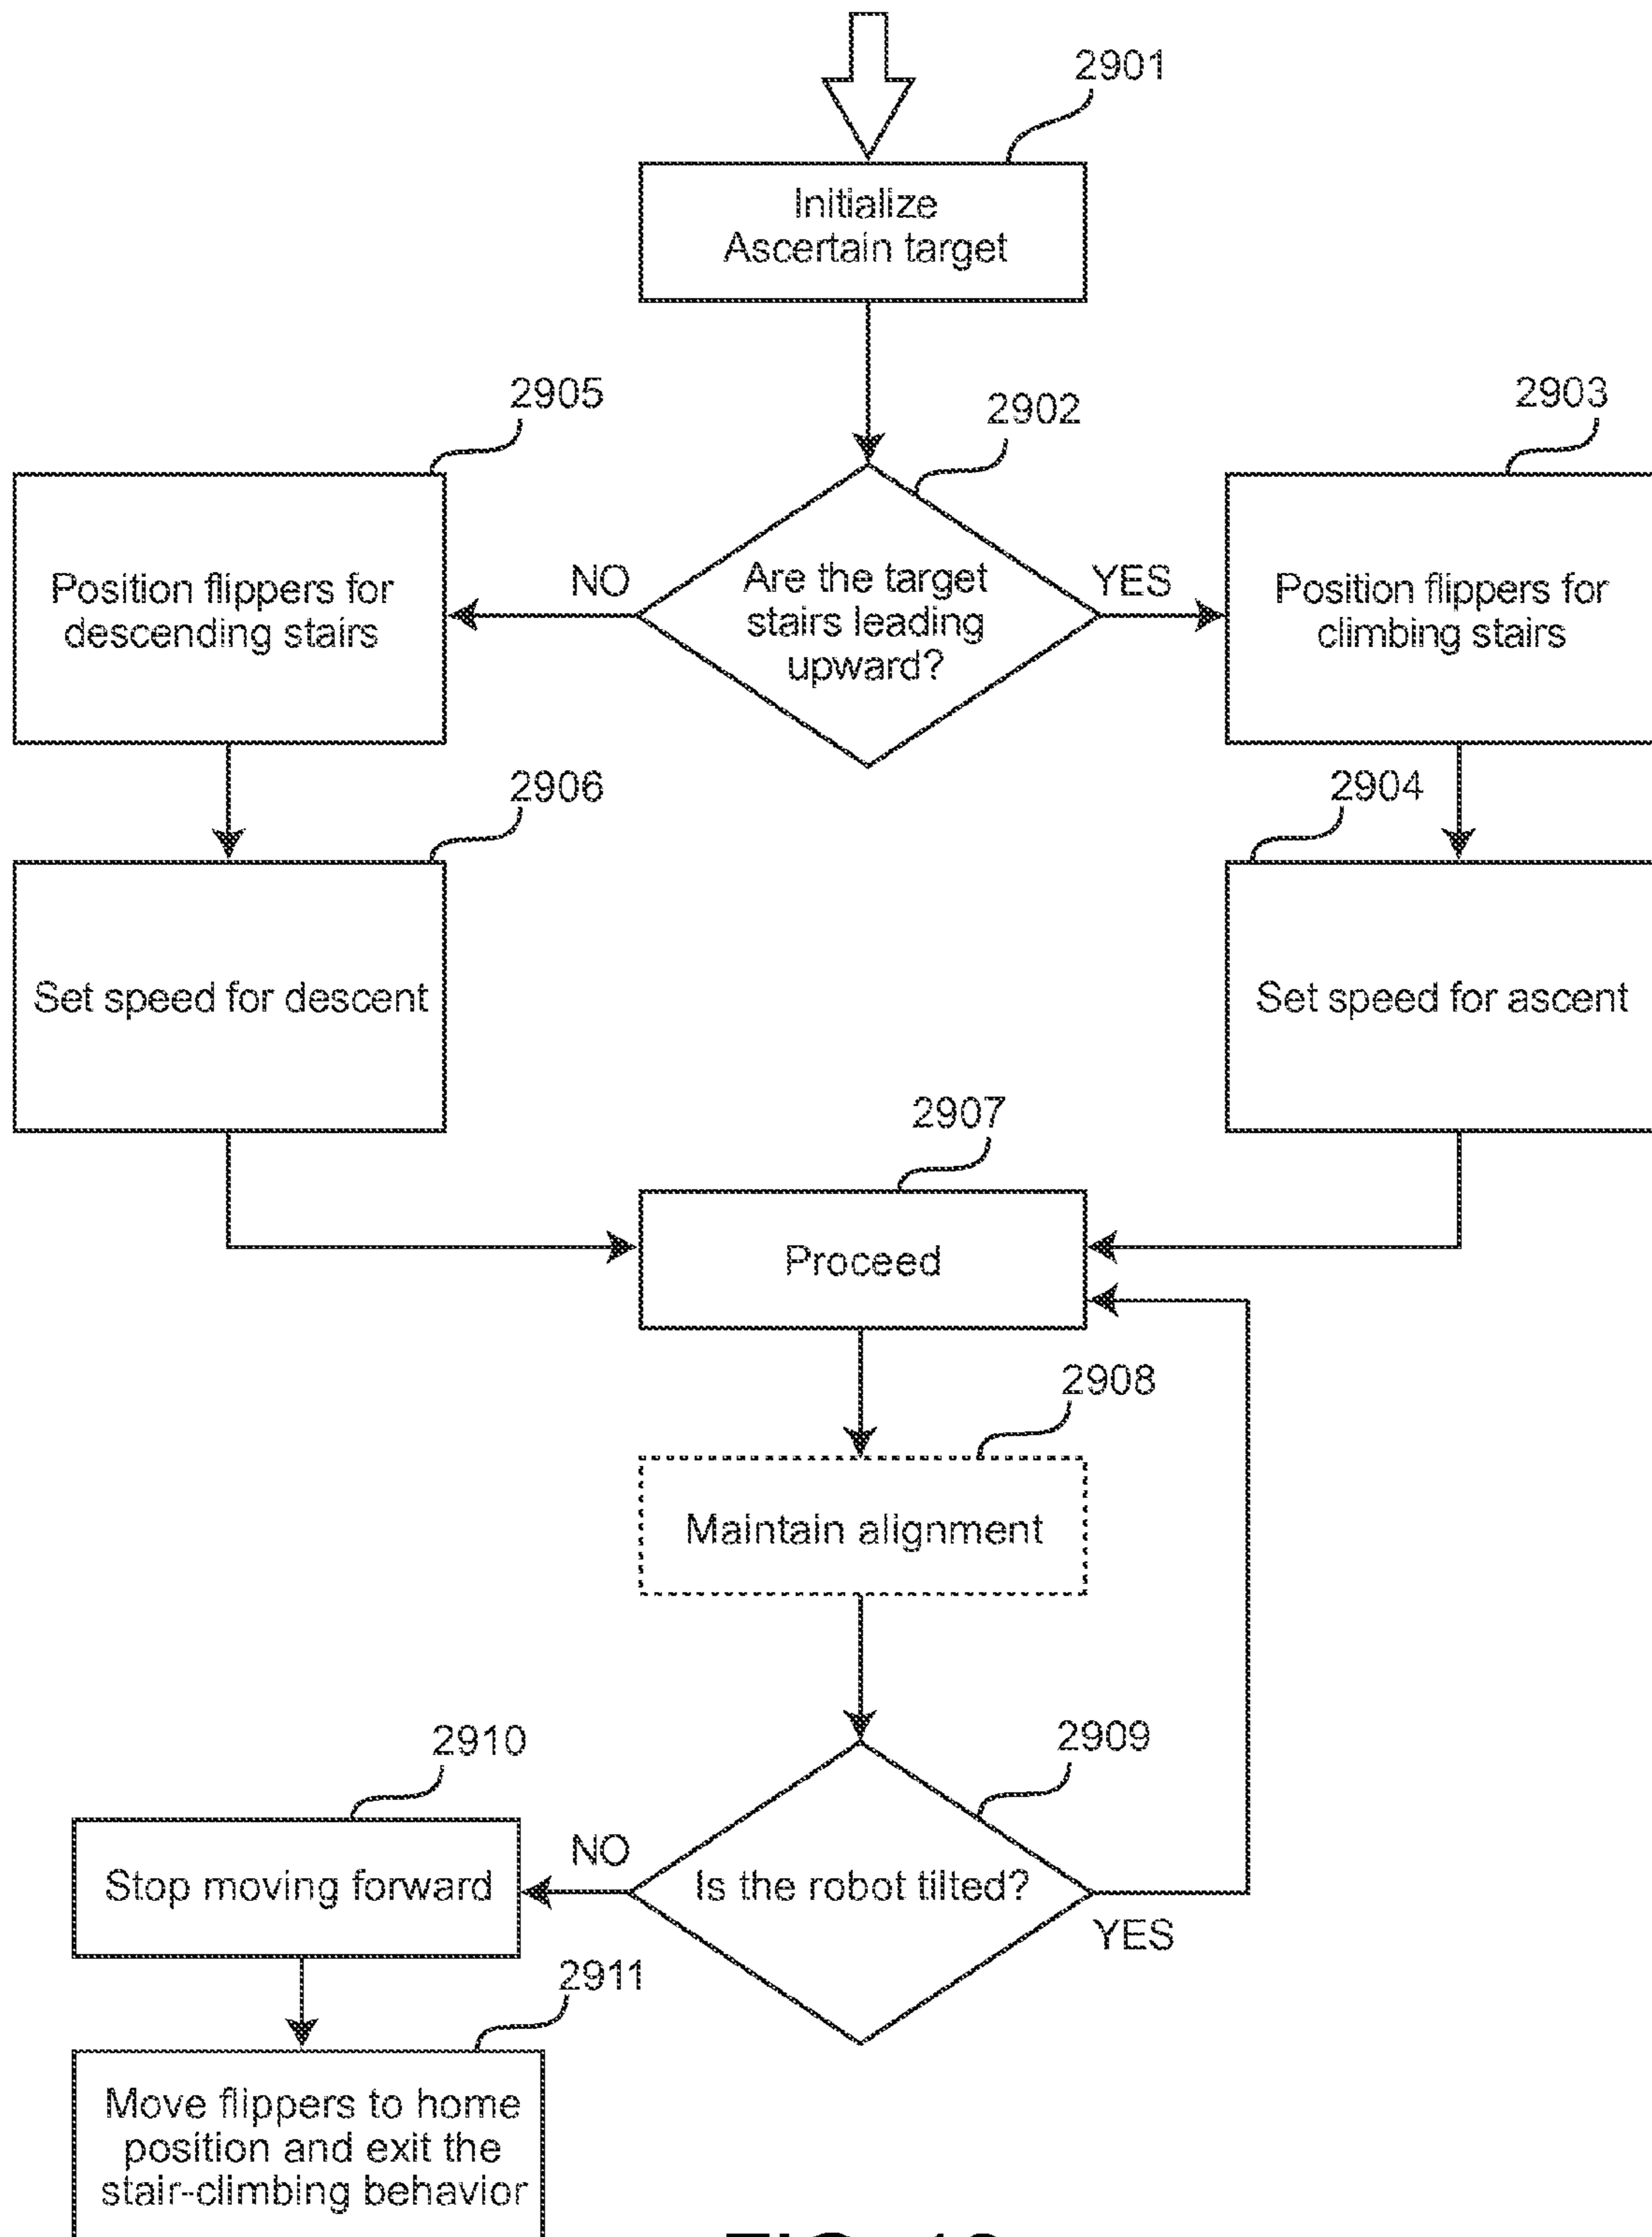 2901
Initialize
Ascertain target
2905
2902
2903
Position flippers for
descending stairs
NO
Are the target
stairs leading
upward?
YES
Position flippers for
climbing stairs
2906
2904
Set speed for descent
Set speed for ascent
2907
Proceed
2908
Maintain alignment
2910
2909
Stop moving forward
NO
Is the robot tilted?
YES
2911
Move flippers to home
position and exit the
stair-climbing behavior